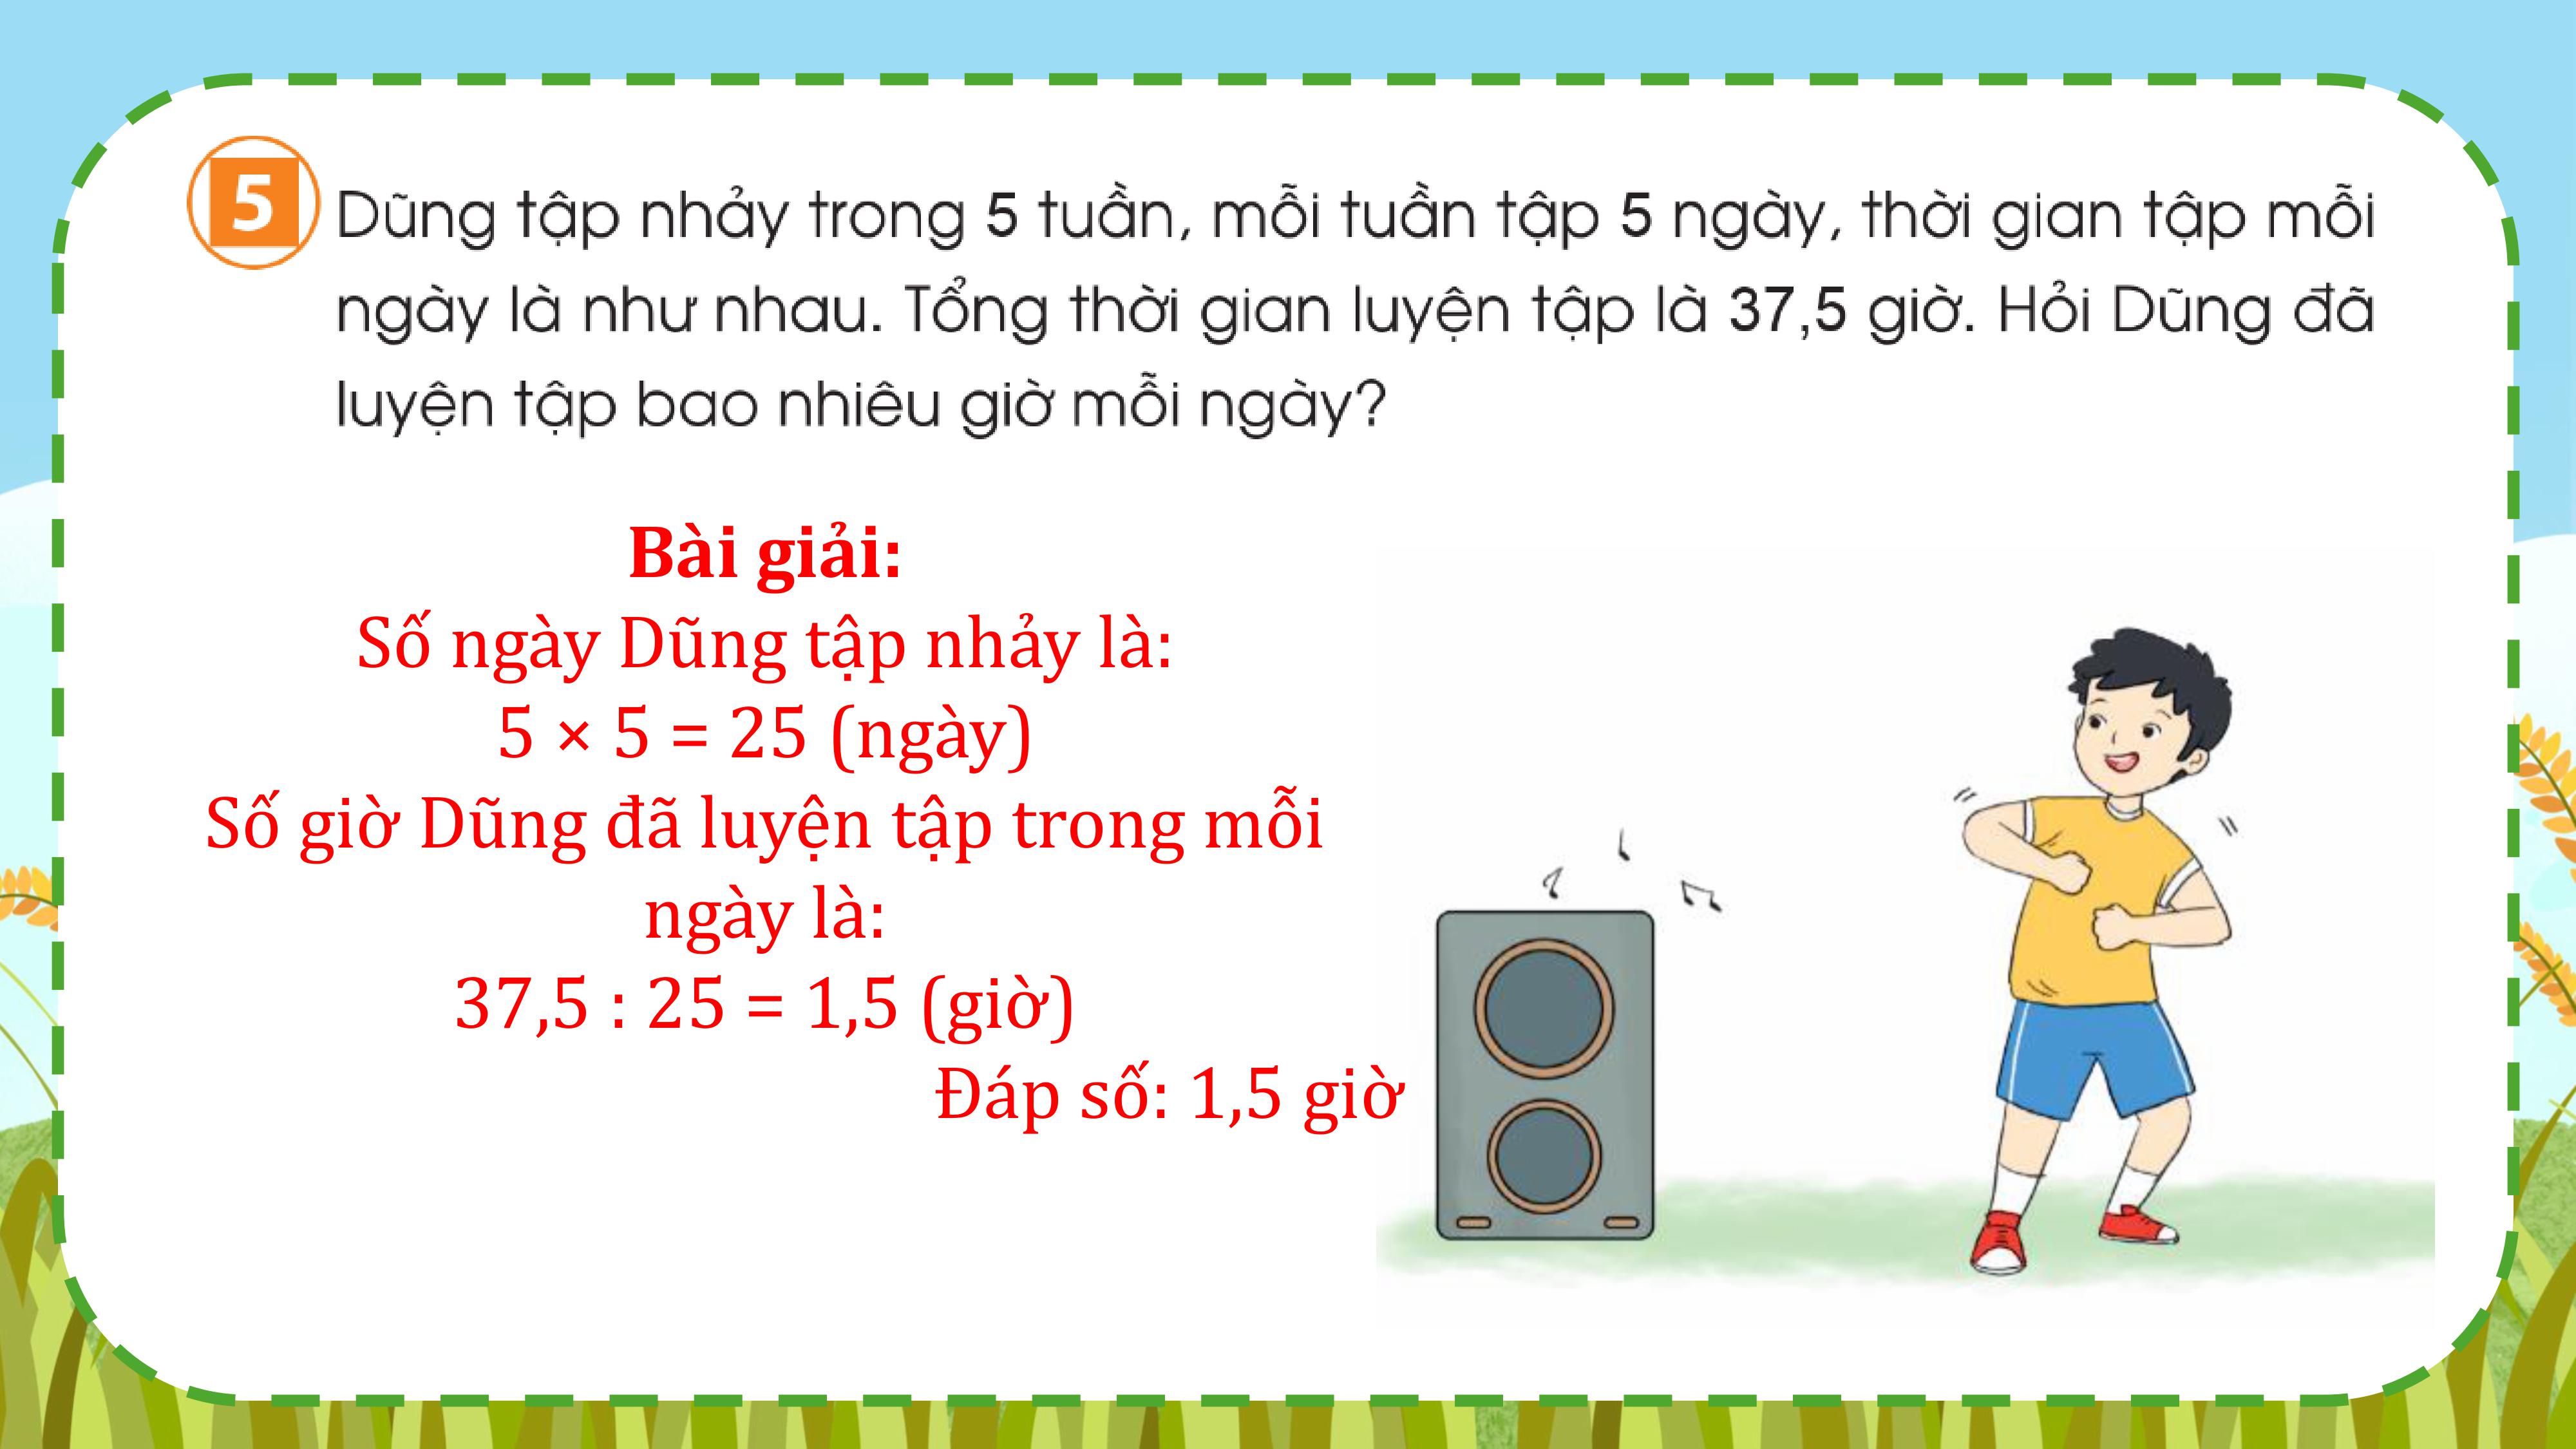 5 Dũng tập nhảy trong 5 tuần, mỗi tuần tập 5 ngày, thời gian tập mỗi
ngày là như nhau. Tổng thời gian luyện tập là 37,5 giờ. Hỏi Dũng đã
luyện tập bao nhiêu giờ mỗi ngày?
Bài giải:
Số ngày Dũng tập nhảy là:
5 × 5 = 25 (ngày)
Số giờ Dũng đã luyện tập trong mỗi
ngày là:
37,5 : 25 = 1,5 (giờ)
Đáp số: 1,5 giờ